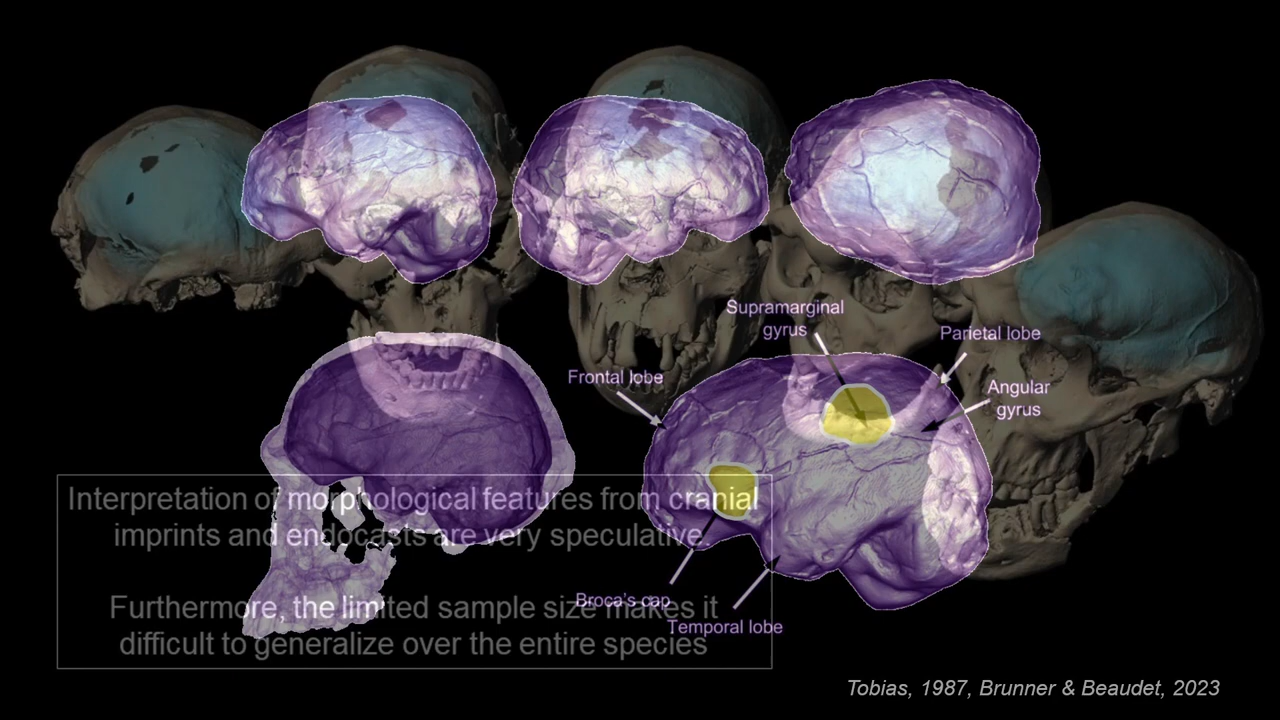 Supramarginal
gyrus
Parietal lobe
Frontal lobe
Angular
gyrus
Interpretation of morphological features from cranial
imprints and endocasts are very speculative.
Furthermore, the limited sample size makes it
difficult to generalize over the entire species
Broca's cap
Temporal lobe
Tobias, 1987, Brunner & Beaudet, 2023